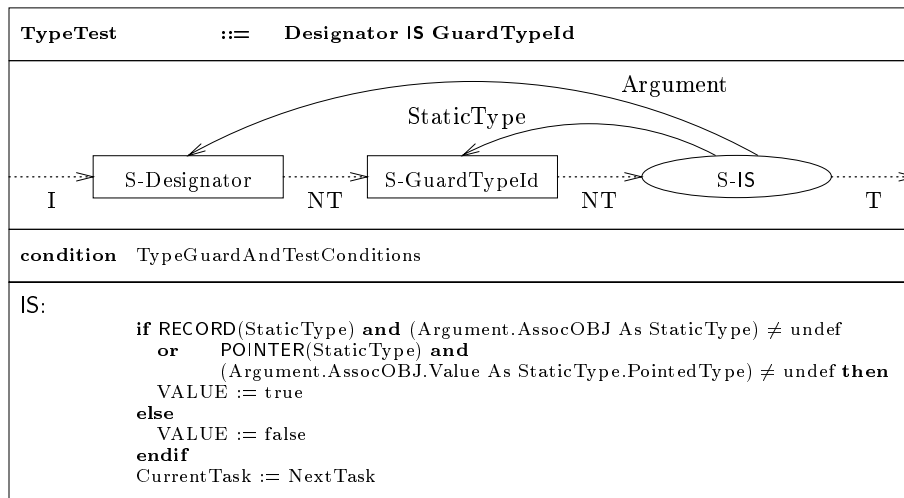 TypeTest ::= Designator IS GuardTypeId
Argument
StaticType
S-Designator S-GuardTypeId S-IS
I NT NT T
condition TypeGuardAndTestConditions
IS:
if RECORD(StaticType) and (Argument.AssocOBJ As StaticType) ≠ undef
or POINTER(StaticType) and
(Argument.AssocOBJ.Value As StaticType.PointedType) ≠ undef then
VALUE := true
else
VALUE := false
endif
CurrentTask := NextTask